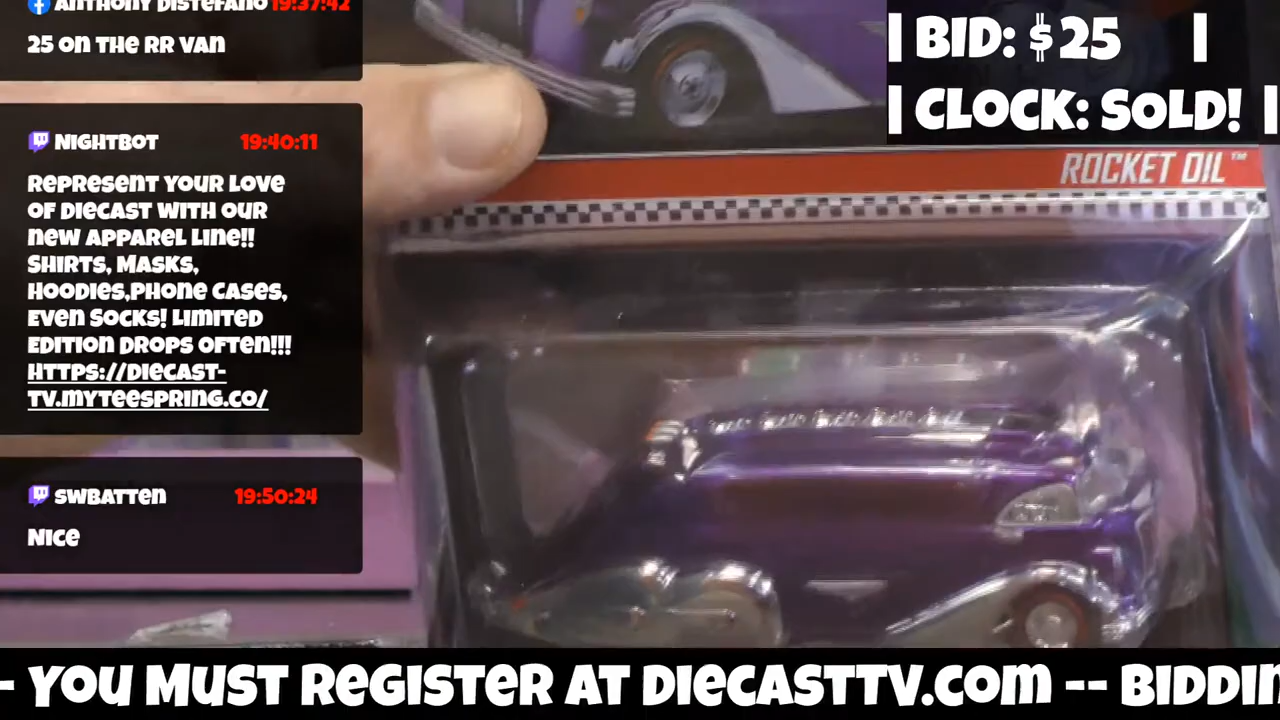 ANTHONY DISTEFANO 19:37:42
25 ON THE RR VAN
NIGHTBOT 19:40:11
REPRESENT YOUR LOVE
OF DIECAST WITH OUR
NEW APPAREL LINE!!
SHIRTS, MASKS,
HOODIES,PHONE CASES,
EVEN SOCKS! LIMITED
EDITION DROPS OFTEN!!!
HTTPS://DIECAST-
TV.MYTEESPRING.CO/
SWBATTEN 19:50:24
NICE
| BID: $25 |
| CLOCK: SOLD! |
ROCKET OIL™
- YOU MUST REGISTER AT DIECASTTV.COM -- BIDDIN